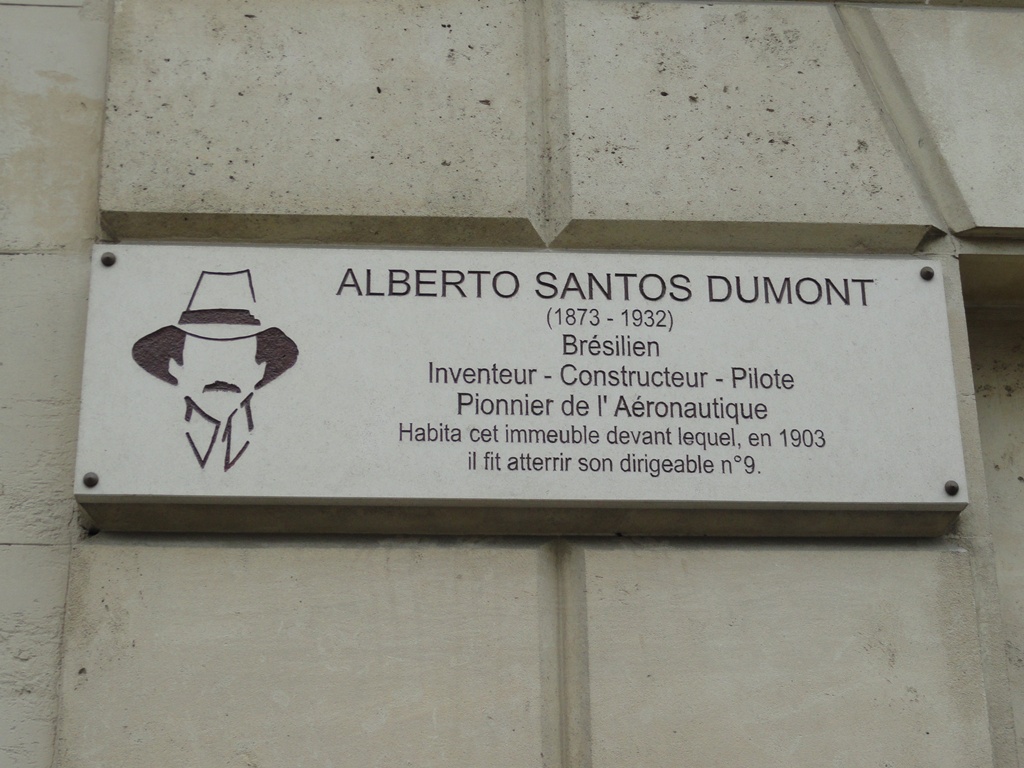 ALBERTO SANTOS DUMONT
(1873 - 1932)
Brésilien
Inventeur - Constructeur - Pilote
Pionnier de l' Aéronautique
Habita cet immeuble devant lequel, en 1903
il fit atterrir son dirigeable n°9.